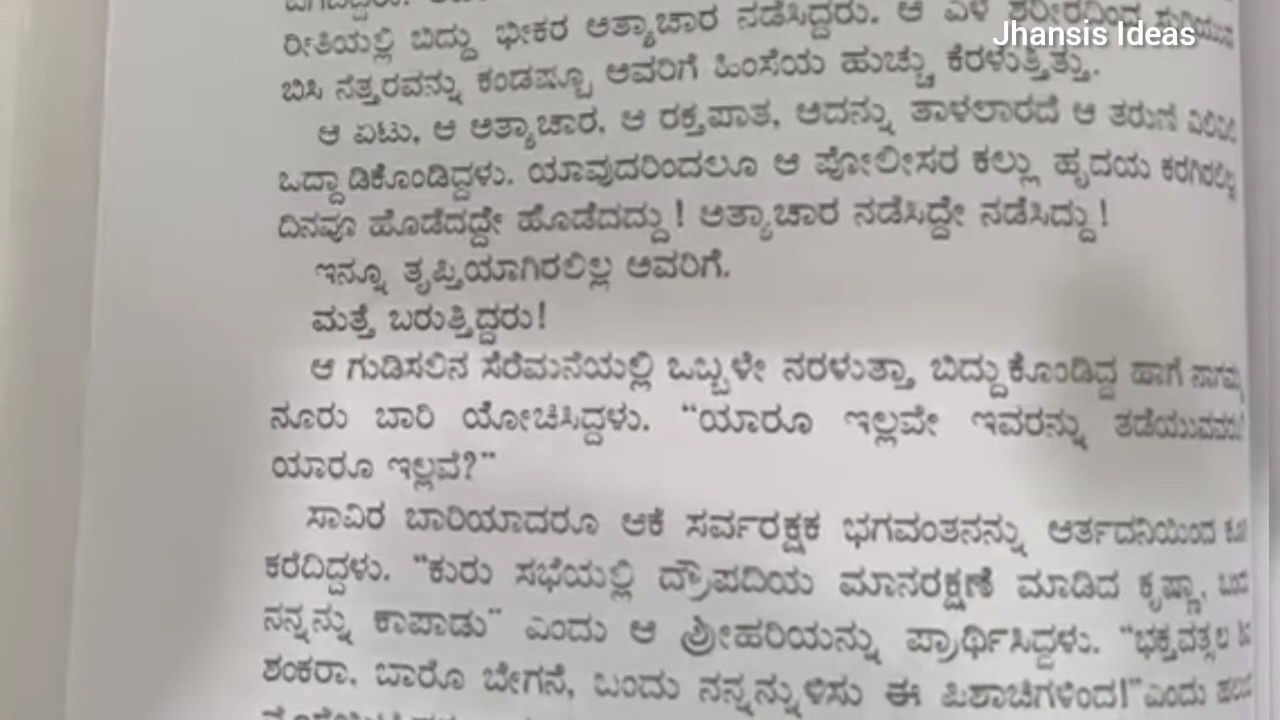 Jhansis Ideas
ರೀತಿಯಲ್ಲಿ ಬಿದ್ದು ಭೀಕರ ಅತ್ಯಾಚಾರ ನಡೆಸಿದ್ದರು. ಆ ಎಳೆ ಶರೀರದಿಂದ
ಬಿಸಿ ನೆತ್ತರವನ್ನು ಕಂಡಷ್ಟೂ ಅವರಿಗೆ ಹಿಂಸೆಯ ಹುಚ್ಚು ಕೆರಳುತ್ತಿತ್ತು.
ಆ ಏಟು, ಆ ಅತ್ಯಾಚಾರ, ಆ ರಕ್ತಪಾತ, ಅದನ್ನು ತಾಳಲಾರದೆ ಆ ತರುಣಿ
ಒದ್ದಾಡಿಕೊಂಡಿದ್ದಳು. ಯಾವುದರಿಂದಲೂ ಆ ಪೋಲೀಸರ ಕಲ್ಲು ಹೃದಯ ಕರಗಿರಲಿಲ್ಲ
ದಿನವೂ ಹೊಡೆದದ್ದೇ ಹೊಡೆದದ್ದು! ಅತ್ಯಾಚಾರ ನಡೆಸಿದ್ದೇ ನಡೆಸಿದ್ದು!
ಇನ್ನೂ ತೃಪ್ತಿಯಾಗಿರಲಿಲ್ಲ ಅವರಿಗೆ.
ಮತ್ತೆ ಬರುತ್ತಿದ್ದರು!
ಆ ಗುಡಿಸಲಿನ ಸೆರೆಮನೆಯಲ್ಲಿ ಒಬ್ಬಳೇ ನರಳುತ್ತಾ ಬಿದ್ದುಕೊಂಡಿದ್ದ ಹಾಗೆ ನಾಗಮ್ಮ
ನೂರು ಬಾರಿ ಯೋಚಿಸಿದ್ದಳು. “ಯಾರೂ ಇಲ್ಲವೇ ಇವರನ್ನು ತಡೆಯುವವರು!
ಯಾರೂ ಇಲ್ಲವೆ?”
ಸಾವಿರ ಬಾರಿಯಾದರೂ ಆಕೆ ಸರ್ವರಕ್ಷಕ ಭಗವಂತನನ್ನು ಆರ್ತದನಿಯಿಂದ
ಕರೆದಿದ್ದಳು. “ಕುರು ಸಭೆಯಲ್ಲಿ ದ್ರೌಪದಿಯ ಮಾನರಕ್ಷಣೆ ಮಾಡಿದ ಕೃಷ್ಣಾ,
ನನ್ನನ್ನು ಕಾಪಾಡು” ಎಂದು ಆ ಶ್ರೀಹರಿಯನ್ನು ಪ್ರಾರ್ಥಿಸಿದ್ದಳು. “ಭಕ್ತವತ್ಸಲ
ಶಂಕರಾ. ಬಾರೊ ಬೇಗನೆ, ಬಂದು ನನ್ನನ್ನುಳಿಸು ಈ ಪಿಶಾಚಿಗಳಿಂದ!” ಎಂದು